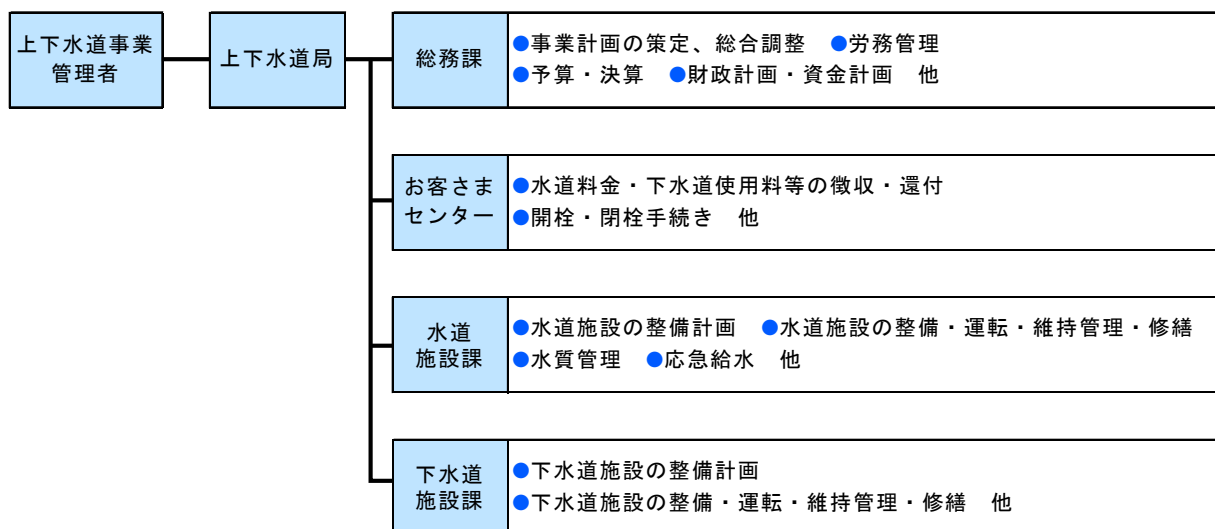 上下水道事業
管理者
上下水道局
総務課
●事業計画の策定、総合調整　●労務管理
●予算・決算　●財政計画・資金計画　他
お客さま
センター
●水道料金・下水道使用料等の徴収・還付
●開栓・閉栓手続き　他
水道
施設課
●水道施設の整備計画　●水道施設の整備・運転・維持管理・修繕
●水質管理　●応急給水　他
下水道
施設課
●下水道施設の整備計画
●下水道施設の整備・運転・維持管理・修繕　他